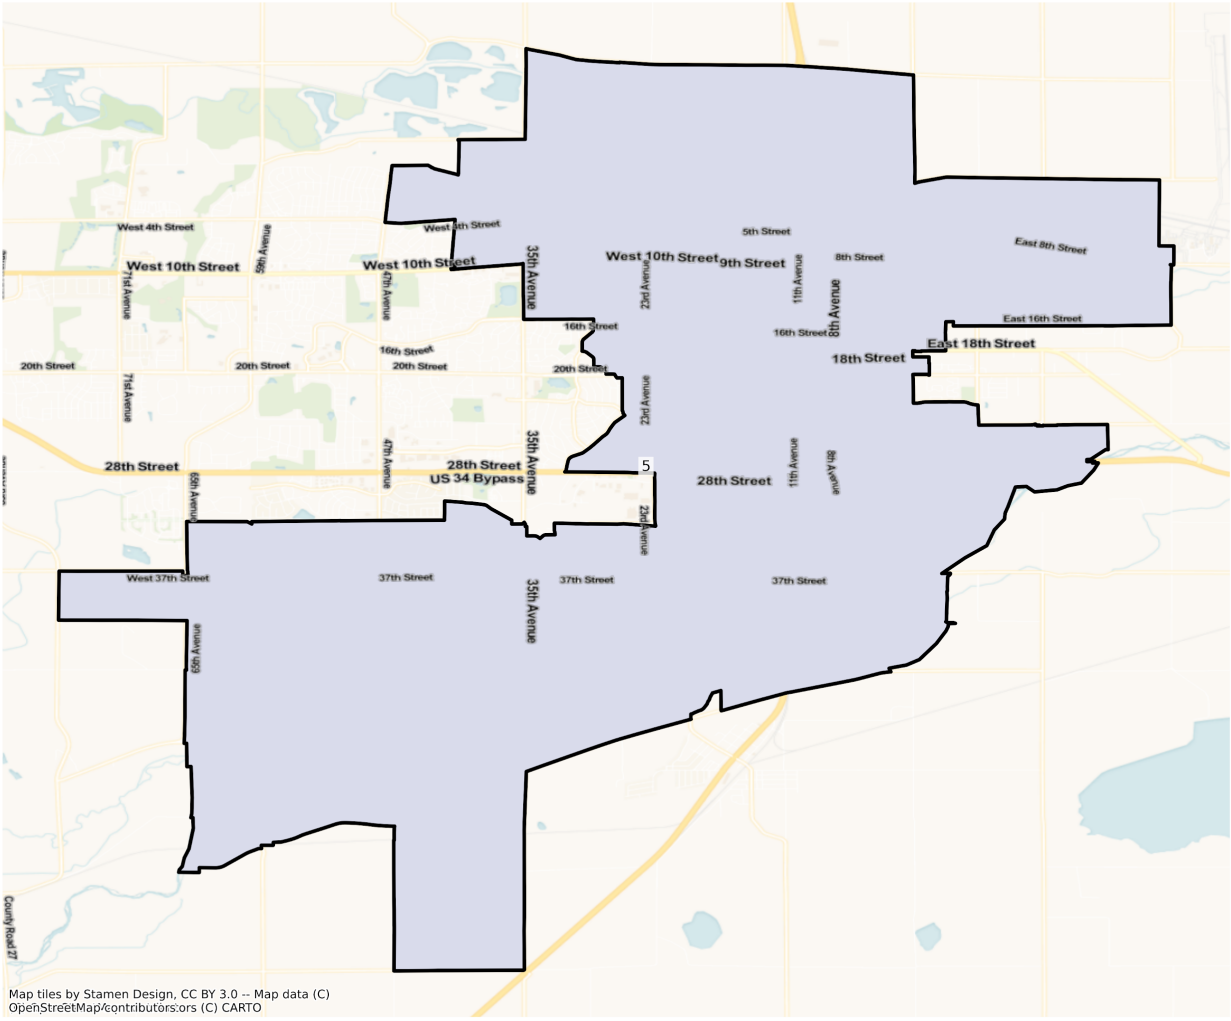 West 4th Street
59th Avenue
West 4th Street
5th Street
East 8th Street
West 10th Street
71st Avenue
West 10th Street
47th Avenue
35th Avenue
West 10th Street
23rd Avenue
9th Street
11th Avenue
8th Street
8th Avenue
16th Street
16th Street
East 16th Street
16th Street
East 18th Street
18th Street
20th Street
20th Street
20th Street
20th Street
71st Avenue
23rd Avenue
28th Street
65th Avenue
47th Avenue
28th Street
US 34 Bypass
35th Avenue
5
28th Street
11th Avenue
8th Avenue
23rd Avenue
West 37th Street
37th Street
37th Street
37th Street
35th Avenue
65th Avenue
County Road 27
Map tiles by Stamen Design, CC BY 3.0 -- Map data (C)
OpenStreetMap contributors (C) CARTO